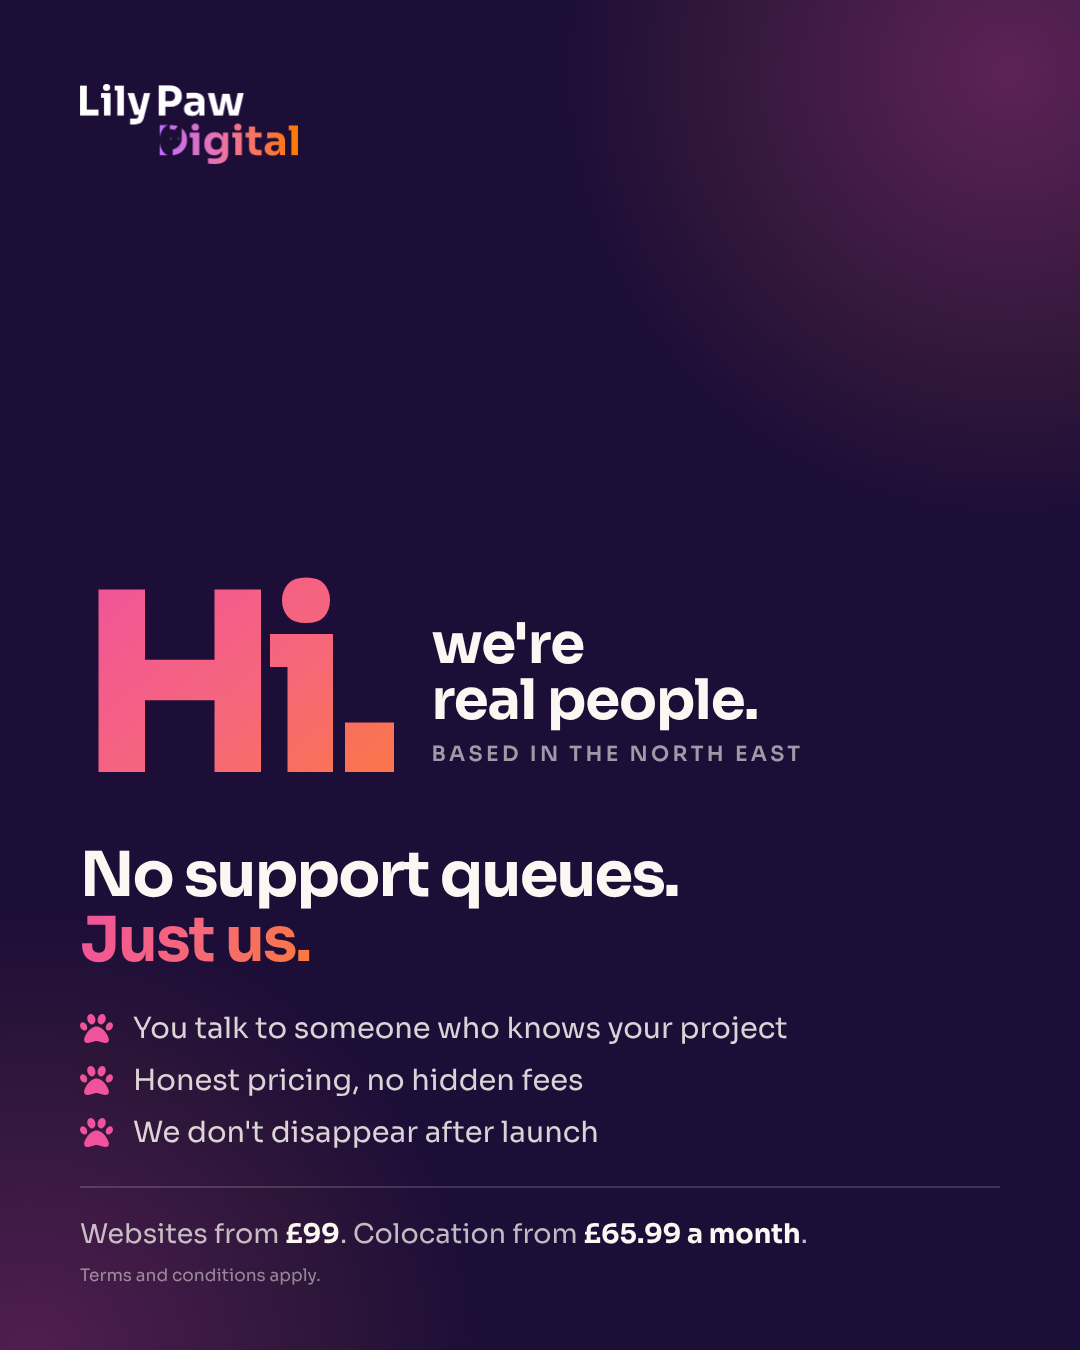 Lily Paw
Digital
Hi.
we're
real people.
BASED IN THE NORTH EAST
No support queues.
Just us.
You talk to someone who knows your project
Honest pricing, no hidden fees
We don't disappear after launch
Websites from £99. Colocation from £65.99 a month.
Terms and conditions apply.